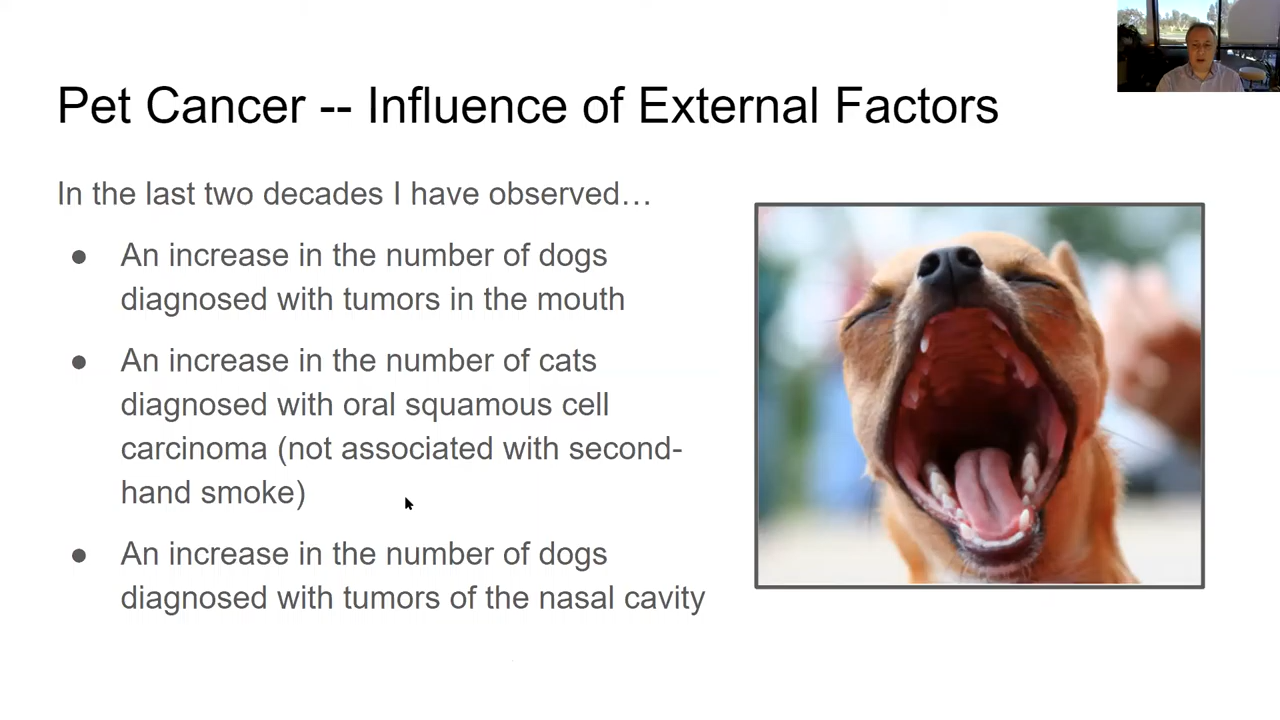 Pet Cancer -- Influence of External Factors
In the last two decades I have observed…
● An increase in the number of dogs
diagnosed with tumors in the mouth
● An increase in the number of cats
diagnosed with oral squamous cell
carcinoma (not associated with second-
hand smoke)
● An increase in the number of dogs
diagnosed with tumors of the nasal cavity